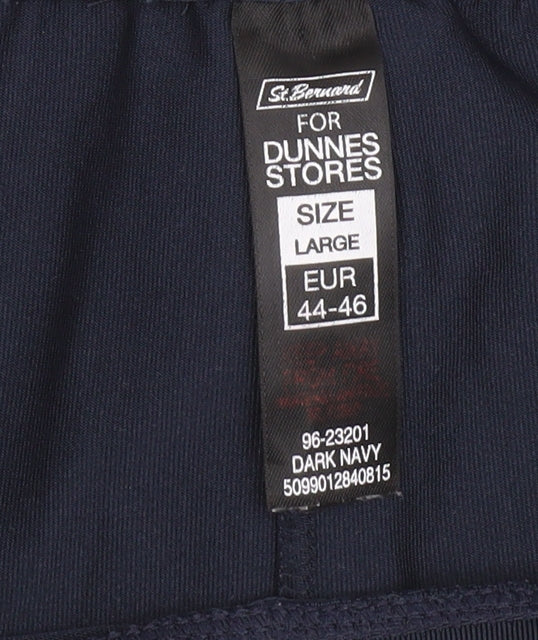 St. Bernard
FOR
DUNNES
STORES
SIZE
LARGE
EUR
44-46
96-23201
DARK NAVY
5099012840815